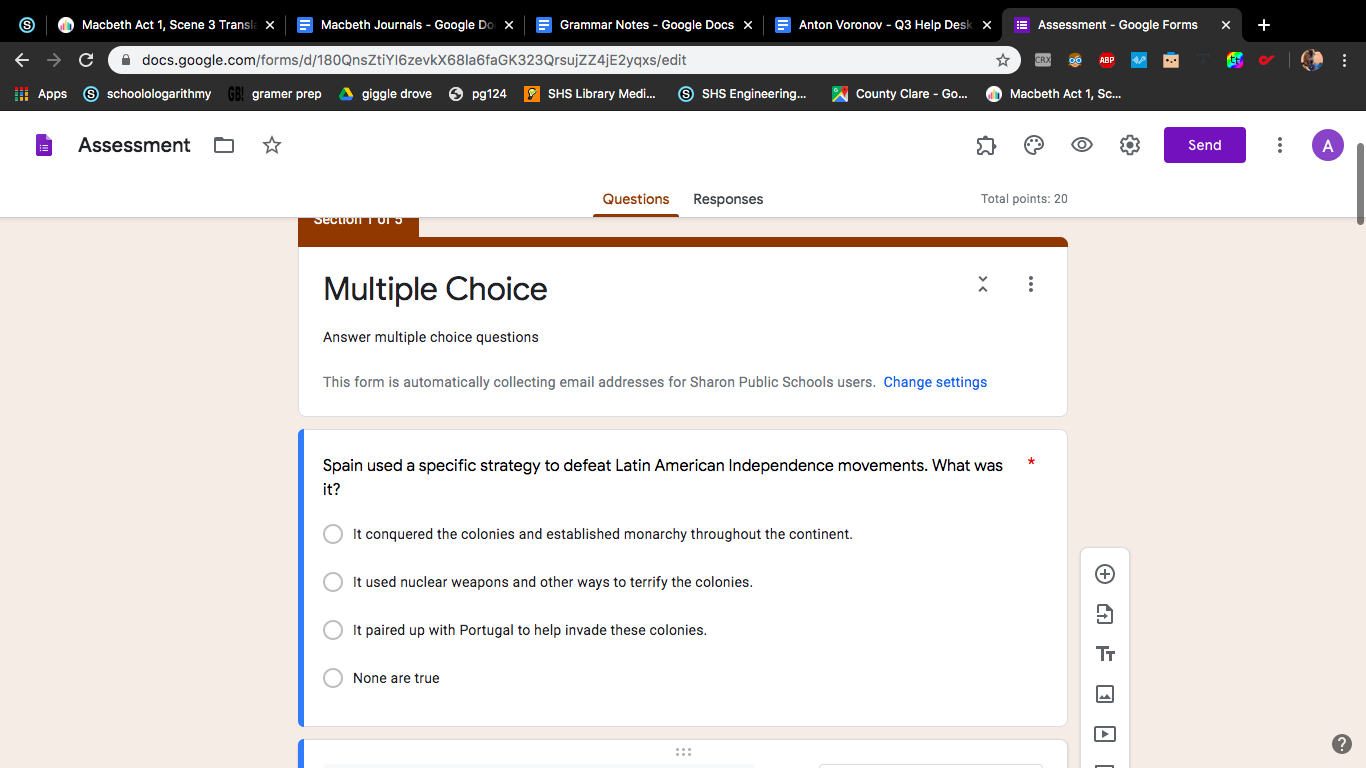 Macbeth Act 1, Scene 3 Transla
Macbeth Journals - Google Do
Grammar Notes - Google Docs
Anton Voronov - Q3 Help Desk
Assessment - Google Forms
docs.google.com/forms/d/180QnsZtiYI6zevkX68Ia6faGK323QrsujZZ4jE2yqxs/edit
CRX
ABP
Apps
schoolologarithmy
GB!
gramer prep
giggle drove
pg124
SHS Library Medi...
SHS Engineering...
County Clare - Go...
Macbeth Act 1, Sc...
Assessment
Send
A
Questions
Responses
Total points: 20
Section 1 of 5
Multiple Choice
Answer multiple choice questions
This form is automatically collecting email addresses for Sharon Public Schools users. Change settings
Spain used a specific strategy to defeat Latin American Independence movements. What was *
it?
It conquered the colonies and established monarchy throughout the continent.
It used nuclear weapons and other ways to terrify the colonies.
It paired up with Portugal to help invade these colonies.
None are true